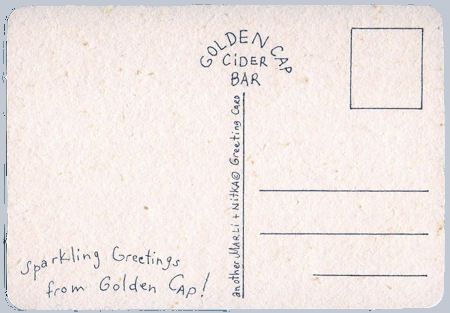 GOLDEN CAP
CiDER
BAR
another MARLi + NitKA© Greeting Card
Sparkling Greetings
from Golden CAP!